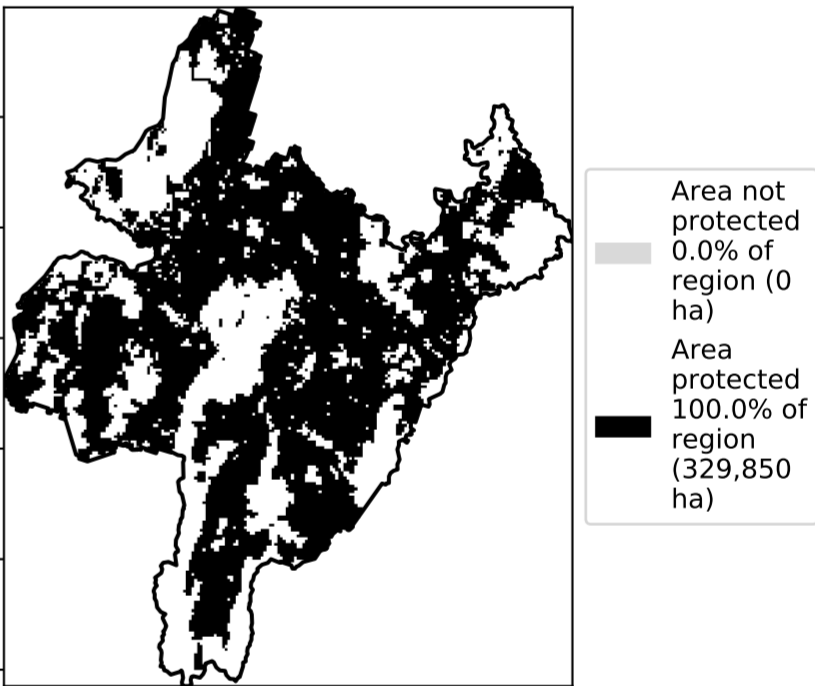 Area not
protected
0.0% of
region (0
ha)
Area
protected
100.0% of
region
(329,850
ha)